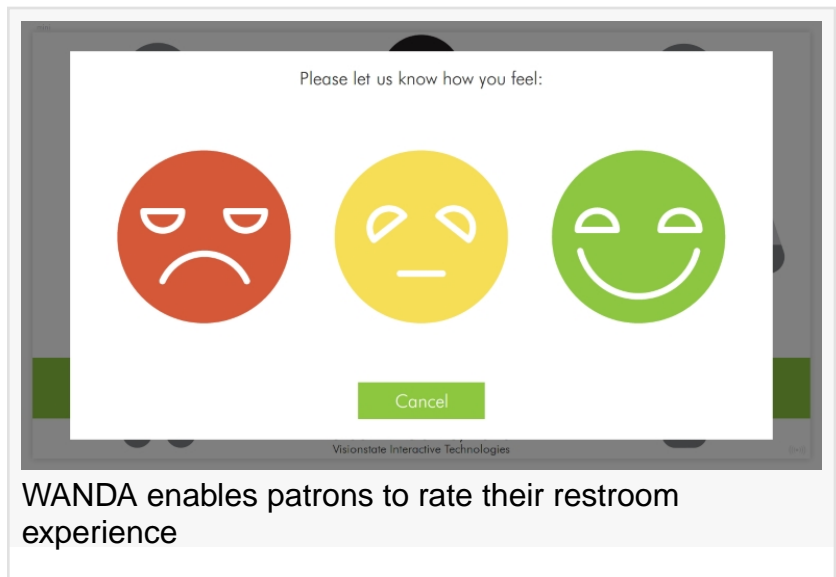 Please let us know how you feel:
Cancel
Visionstate Interactive Technologies
WANDA enables patrons to rate their restroom
experience